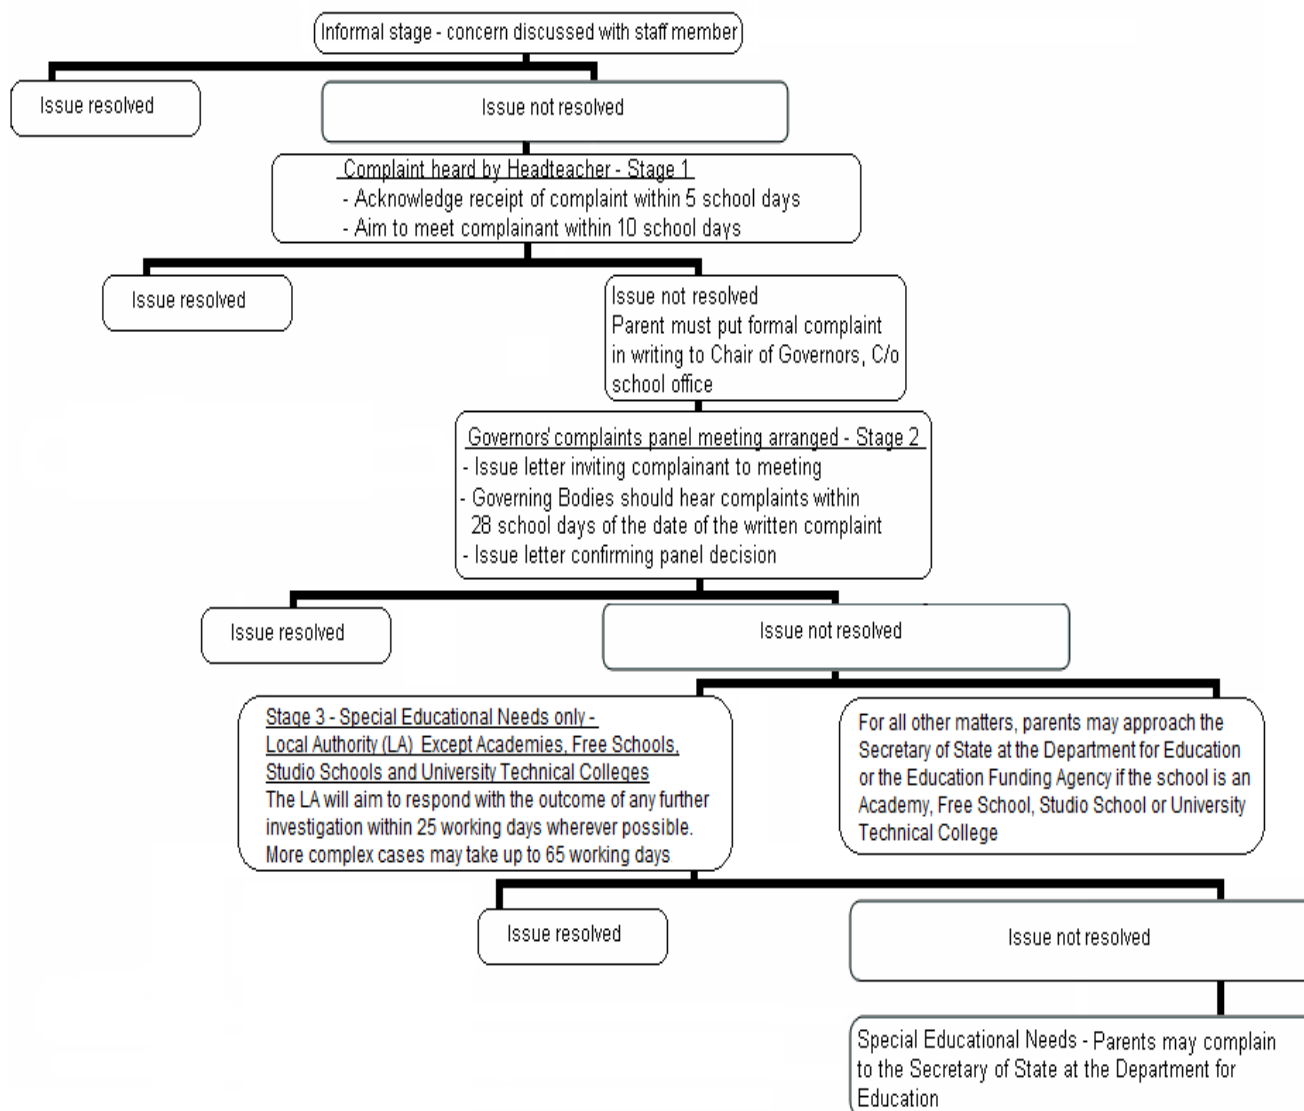 Informal stage - concern discussed with staff member
Issue resolved
Issue not resolved
Complaint heard by Headteacher - Stage 1
- Acknowledge receipt of complaint within 5 school days
- Aim to meet complainant within 10 school days
Issue resolved
Issue not resolved
Parent must put formal complaint
in writing to Chair of Governors, C/o
school office
Governors' complaints panel meeting arranged - Stage 2
- Issue letter inviting complainant to meeting
- Governing Bodies should hear complaints within
28 school days of the date of the written complaint
- Issue letter confirming panel decision
Issue resolved
Issue not resolved
Stage 3 - Special Educational Needs only -
Local Authority (LA) Except Academies, Free Schools,
Studio Schools and University Technical Colleges
The LA will aim to respond with the outcome of any further
investigation within 25 working days wherever possible.
More complex cases may take up to 65 working days
For all other matters, parents may approach the
Secretary of State at the Department for Education
or the Education Funding Agency if the school is an
Academy, Free School, Studio School or University
Technical College
Issue resolved
Issue not resolved
Special Educational Needs - Parents may complain
to the Secretary of State at the Department for
Education